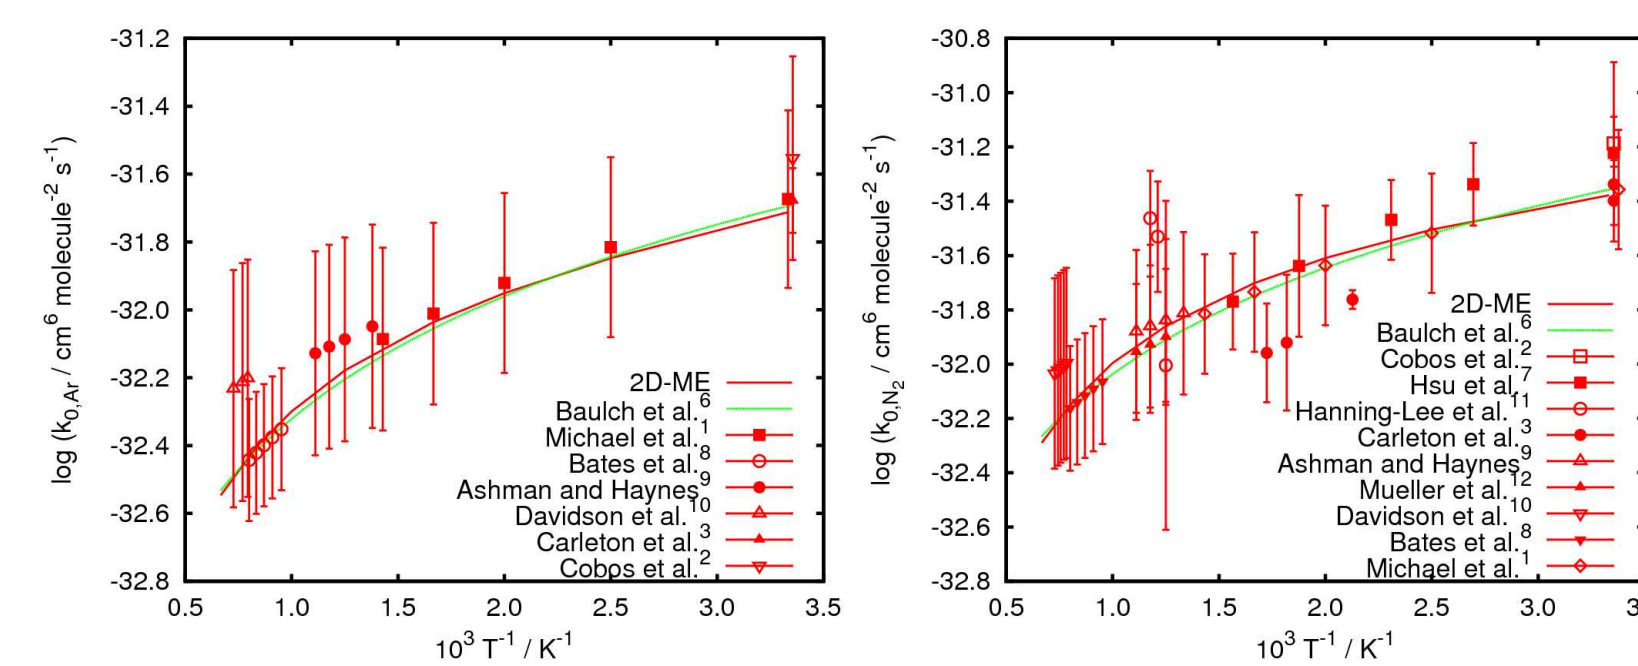 -31.2
-31.4
-31.6
-31.8
-32.0
-32.2
-32.4
-32.6
-32.8
log (k0,Ar / cm6 molecule-2 s-1)
2D-ME
Baulch et al.6
Michael et al.1
Bates et al.8
Ashman and Haynes9
Davidson et al.10
Carleton et al.3
Cobos et al.2
0.5 1.0 1.5 2.0 2.5 3.0 3.5
10^3 T-1 / K-1
-30.8
-31.0
-31.2
-31.4
-31.6
-31.8
-32.0
-32.2
-32.4
-32.6
-32.8
log (k0,N2 / cm6 molecule-2 s-1)
2D-ME
Baulch et al.6
Cobos et al.2
Hsu et al.7
Hanning-Lee et al.11
Carleton et al.3
Ashman and Haynes9
Mueller et al.12
Davidson et al.10
Bates et al.8
Michael et al.1
0.5 1.0 1.5 2.0 2.5 3.0
10^3 T-1 / K-1